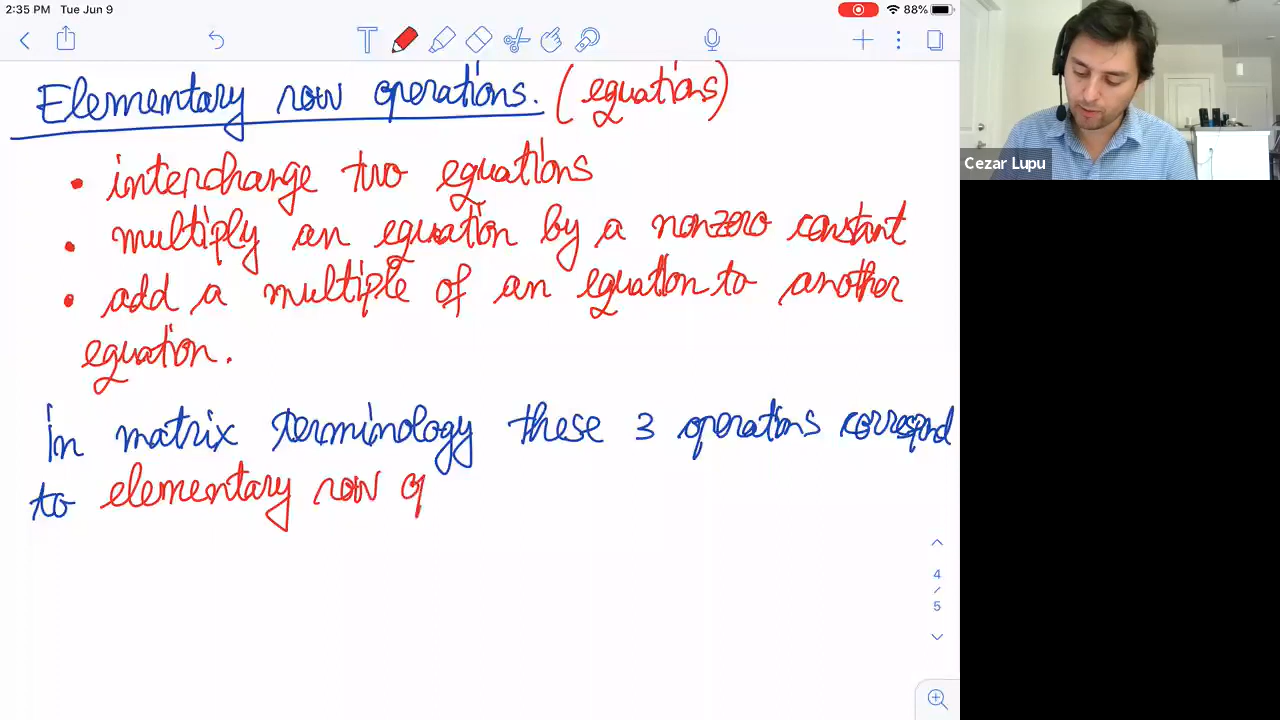 2:35 PM Tue Jun 9
88%
Elementary row operations. (equations)
• interchange two equations
• multiply an equation by a nonzero constant
• add a multiple of an equation to another
equation.
In matrix terminology these 3 operations correspond
to elementary row op
4
/
5
Cezar Lupu